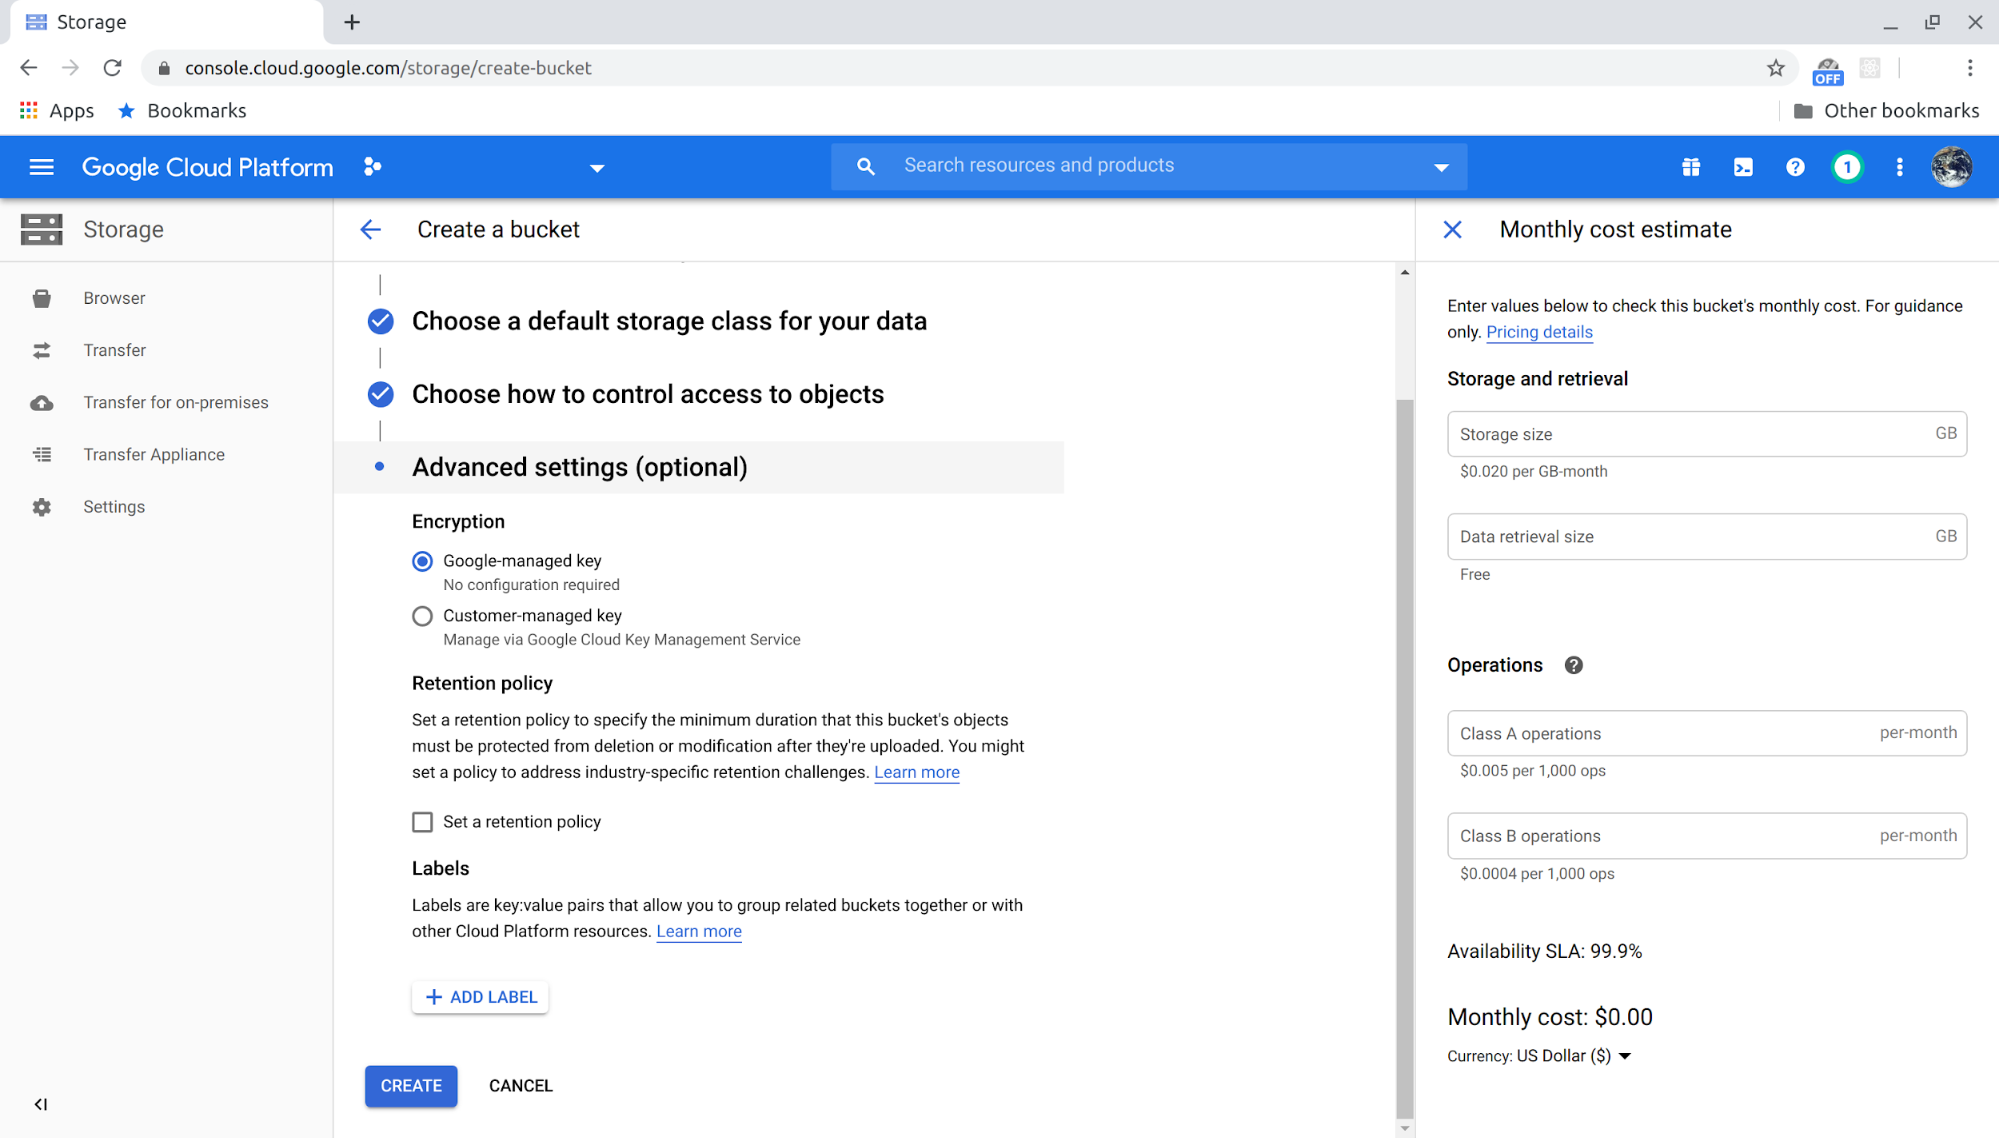 Storage
console.cloud.google.com/storage/create-bucket
OFF
Apps
Bookmarks
Other bookmarks
Google Cloud Platform
Search resources and products
1
Storage
Browser
Transfer
Transfer for on-premises
Transfer Appliance
Settings
Create a bucket
Choose a default storage class for your data
Choose how to control access to objects
Advanced settings (optional)
Encryption
Google-managed key
No configuration required
Customer-managed key
Manage via Google Cloud Key Management Service
Retention policy
Set a retention policy to specify the minimum duration that this bucket's objects
must be protected from deletion or modification after they're uploaded. You might
set a policy to address industry-specific retention challenges. Learn more
Set a retention policy
Labels
Labels are key:value pairs that allow you to group related buckets together or with
other Cloud Platform resources. Learn more
ADD LABEL
CREATE
CANCEL
Monthly cost estimate
Enter values below to check this bucket's monthly cost. For guidance
only. Pricing details
Storage and retrieval
Storage size GB
$0.020 per GB-month
Data retrieval size GB
Free
Operations
Class A operations per-month
$0.005 per 1,000 ops
Class B operations per-month
$0.0004 per 1,000 ops
Availability SLA: 99.9%
Monthly cost: $0.00
Currency: US Dollar ($)